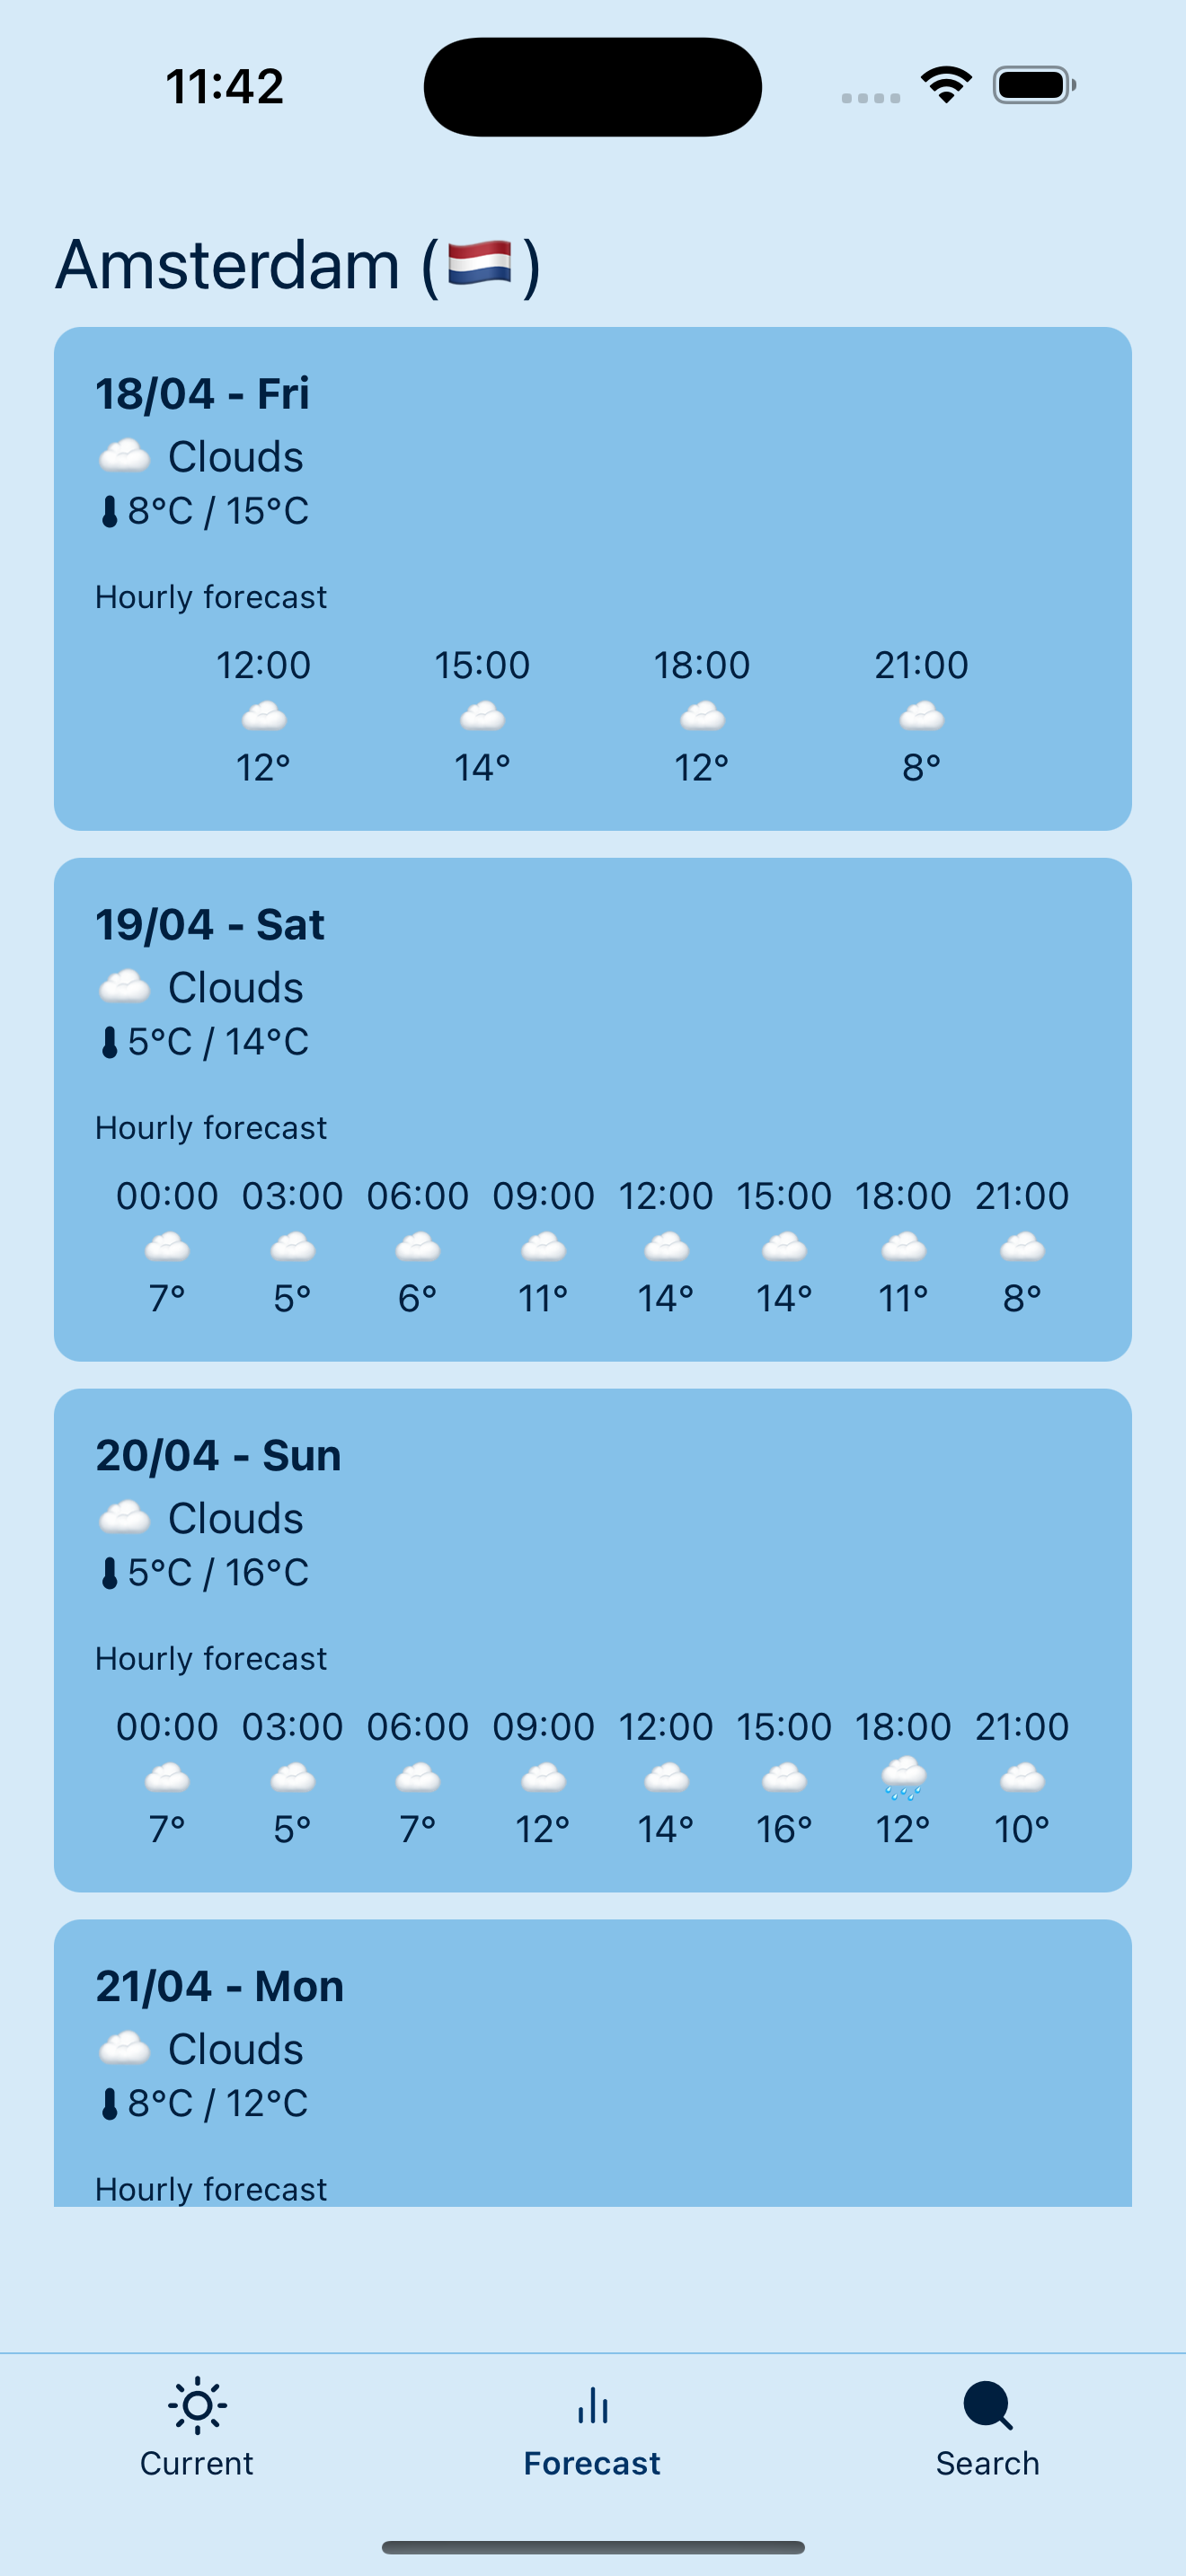 11:42
Amsterdam (🇳🇱)
18/04 - Fri
☁️ Clouds
8°C / 15°C
Hourly forecast
12:00 15:00 18:00 21:00
12° 14° 12° 8°
19/04 - Sat
☁️ Clouds
5°C / 14°C
Hourly forecast
00:00 03:00 06:00 09:00 12:00 15:00 18:00 21:00
7° 5° 6° 11° 14° 14° 11° 8°
20/04 - Sun
☁️ Clouds
5°C / 16°C
Hourly forecast
00:00 03:00 06:00 09:00 12:00 15:00 18:00 21:00
7° 5° 7° 12° 14° 16° 12° 10°
21/04 - Mon
☁️ Clouds
8°C / 12°C
Hourly forecast
Current Forecast Search